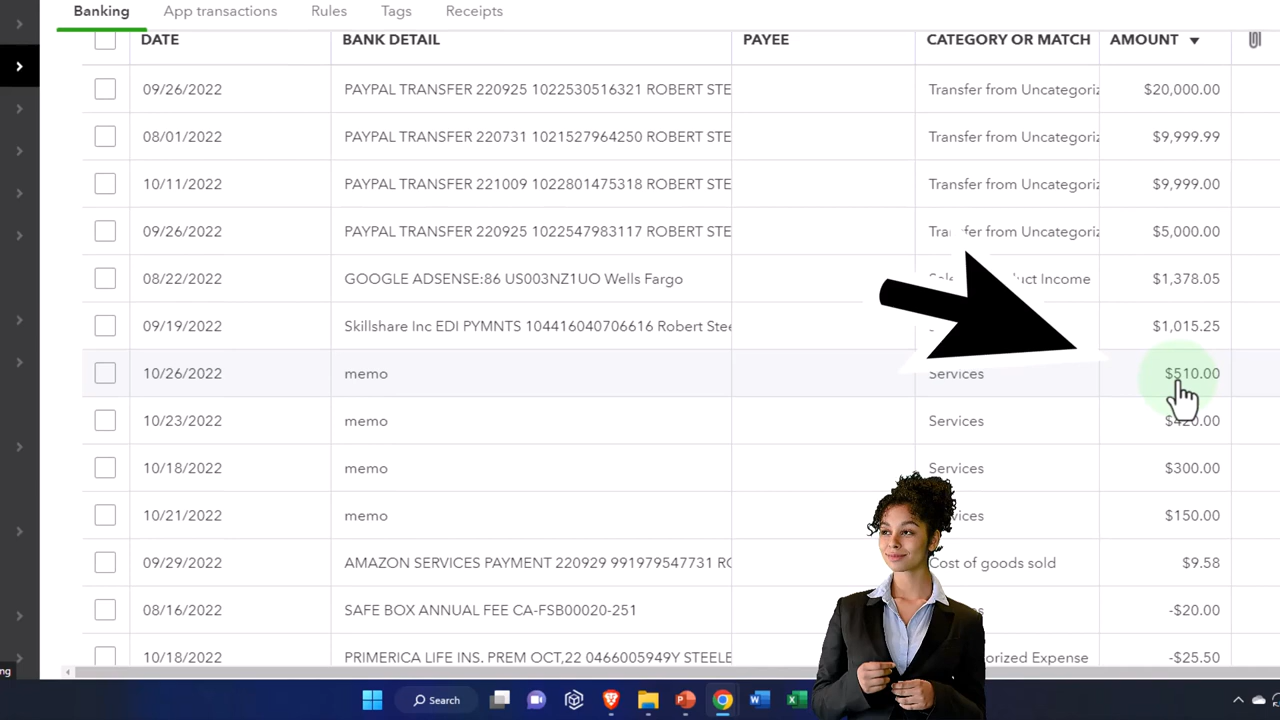 Banking App transactions Rules Tags Receipts
DATE BANK DETAIL PAYEE CATEGORY OR MATCH AMOUNT
09/26/2022 PAYPAL TRANSFER 220925 1022530516321 ROBERT STE Transfer from Uncategoriz $20,000.00
08/01/2022 PAYPAL TRANSFER 220731 1021527964250 ROBERT STE Transfer from Uncategoriz $9,999.99
10/11/2022 PAYPAL TRANSFER 221009 1022801475318 ROBERT STE Transfer from Uncategoriz $9,999.00
09/26/2022 PAYPAL TRANSFER 220925 1022547983117 ROBERT STE Transfer from Uncategoriz $5,000.00
08/22/2022 GOOGLE ADSENSE:86 US003NZ1UO Wells Fargo Income $1,378.05
09/19/2022 Skillshare Inc EDI PYMNTS 104416040706616 Robert Stee $1,015.25
10/26/2022 memo Services $510.00
10/23/2022 memo Services $420.00
10/18/2022 memo Services $300.00
10/21/2022 memo $150.00
09/29/2022 AMAZON SERVICES PAYMENT 220929 991979547731 RO Cost of goods sold $9.58
08/16/2022 SAFE BOX ANNUAL FEE CA-FSB00020-251 -$20.00
10/18/2022 PRIMERICA LIFE INS. PREM OCT,22 0466005949Y STEELE Expense -$25.50
Search